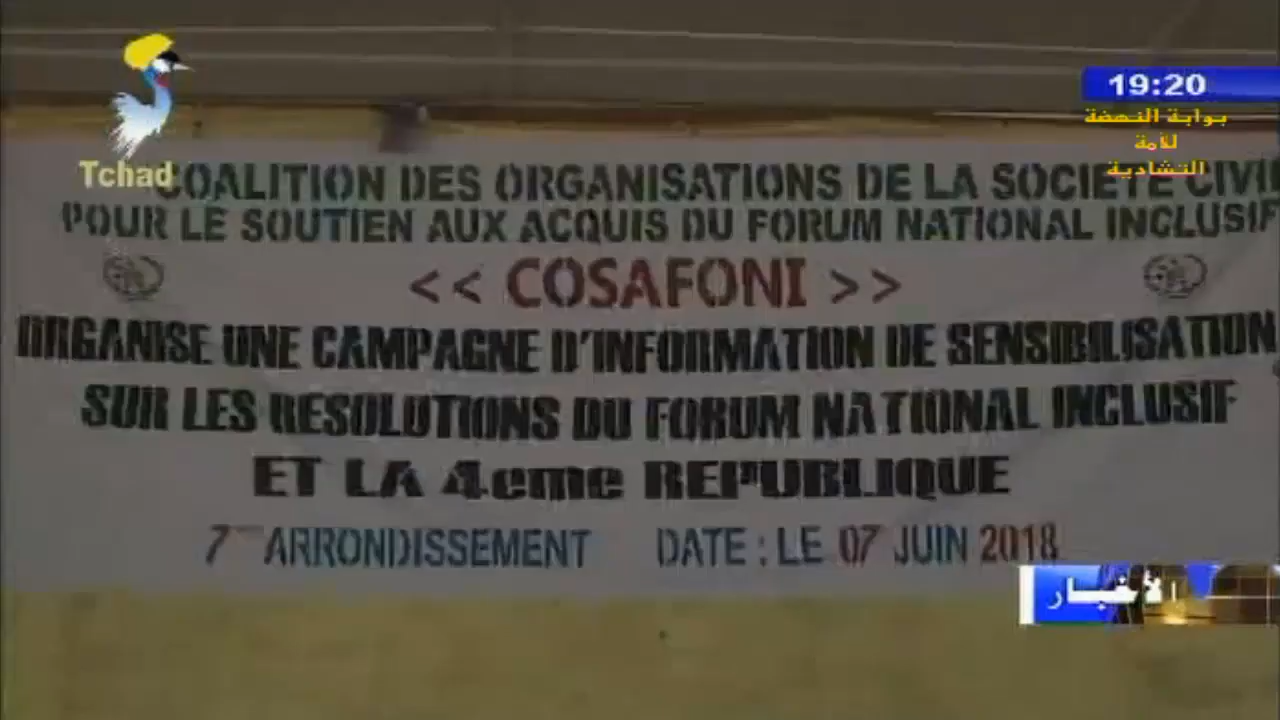 19:20
بوابة النهضة
للأمة
التشادية
Tchad
COALITION DES ORGANISATIONS DE LA SOCIETE CIVI
POUR LE SOUTIEN AUX ACQUIS DU FORUM NATIONAL INCLUSIF
<< COSAFONI >>
ORGANISE UNE CAMPAGNE D'INFORMATION DE SENSIBILISATION
SUR LES RESOLUTIONS DU FORUM NATIONAL INCLUSIF
ET LA 4eme REPUBLIQUE
7ème ARRONDISSEMENT DATE : LE 07 JUIN 2018
الأخبار